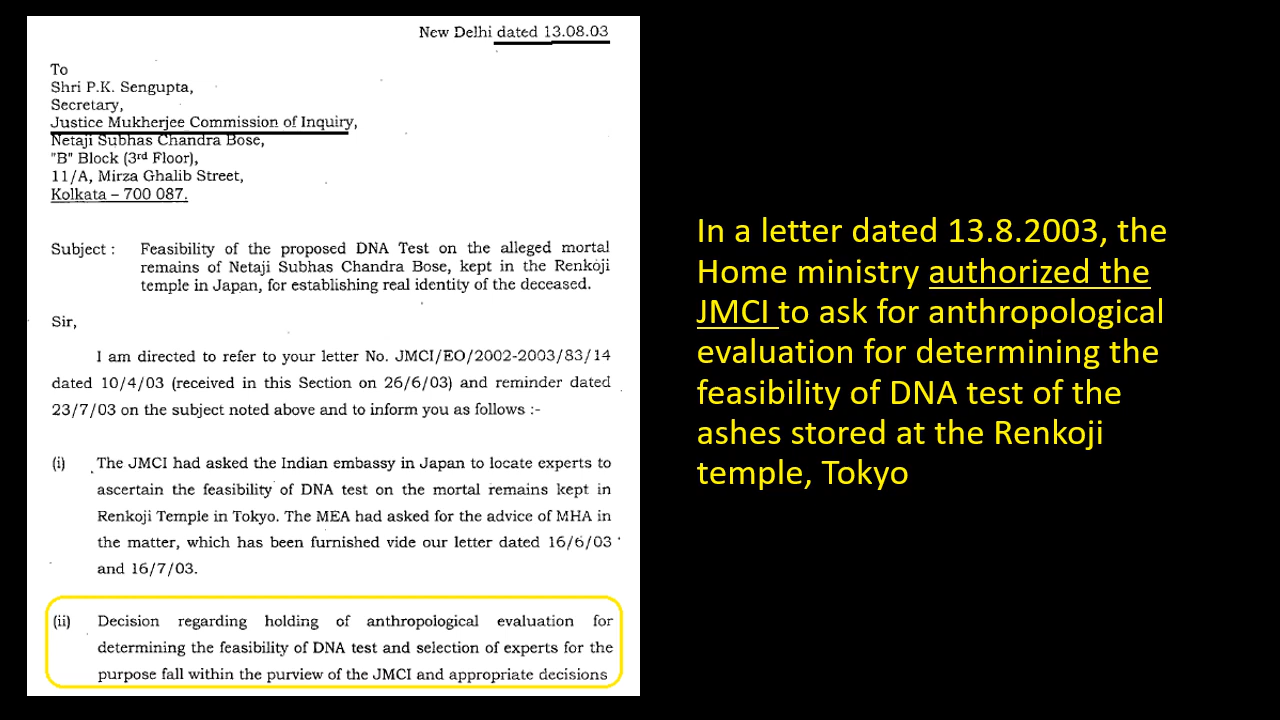 New Delhi dated 13.08.03
To
Shri P.K. Sengupta,
Secretary,
Justice Mukherjee Commission of Inquiry,
Netaji Subhas Chandra Bose,
"B" Block (3rd Floor),
11/A, Mirza Ghalib Street,
Kolkata – 700 087.
Subject : Feasibility of the proposed DNA Test on the alleged mortal
remains of Netaji Subhas Chandra Bose, kept in the Renkoji
temple in Japan, for establishing real identity of the deceased.
Sir,
I am directed to refer to your letter No. JMCI/EO/2002-2003/83/14
dated 10/4/03 (received in this Section on 26/6/03) and reminder dated
23/7/03 on the subject noted above and to inform you as follows :-
(i) The JMCI had asked the Indian embassy in Japan to locate experts to
ascertain the feasibility of DNA test on the mortal remains kept in
Renkoji Temple in Tokyo. The MEA had asked for the advice of MHA in
the matter, which has been furnished vide our letter dated 16/6/03
and 16/7/03.
(ii) Decision regarding holding of anthropological evaluation for
determining the feasibility of DNA test and selection of experts for the
purpose fall within the purview of the JMCI and appropriate decisions
In a letter dated 13.8.2003, the
Home ministry authorized the
JMCI to ask for anthropological
evaluation for determining the
feasibility of DNA test of the
ashes stored at the Renkoji
temple, Tokyo